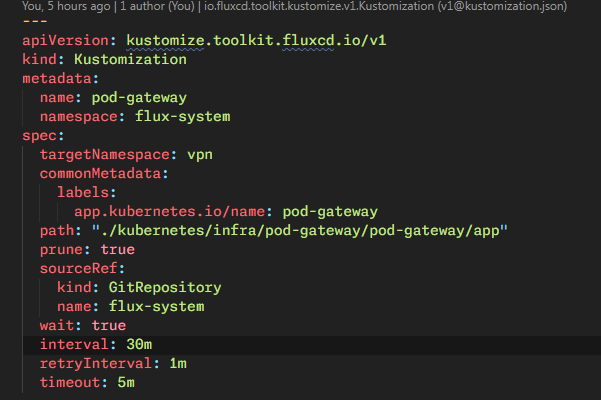 You, 5 hours ago | 1 author (You) | io.fluxcd.toolkit.kustomize.v1.Kustomization (v1@kustomization.json)
---
apiVersion: kustomize.toolkit.fluxcd.io/v1
kind: Kustomization
metadata:
  name: pod-gateway
  namespace: flux-system
spec:
  targetNamespace: vpn
  commonMetadata:
    labels:
      app.kubernetes.io/name: pod-gateway
  path: "./kubernetes/infra/pod-gateway/pod-gateway/app"
  prune: true
  sourceRef:
    kind: GitRepository
    name: flux-system
  wait: true
  interval: 30m
  retryInterval: 1m
  timeout: 5m